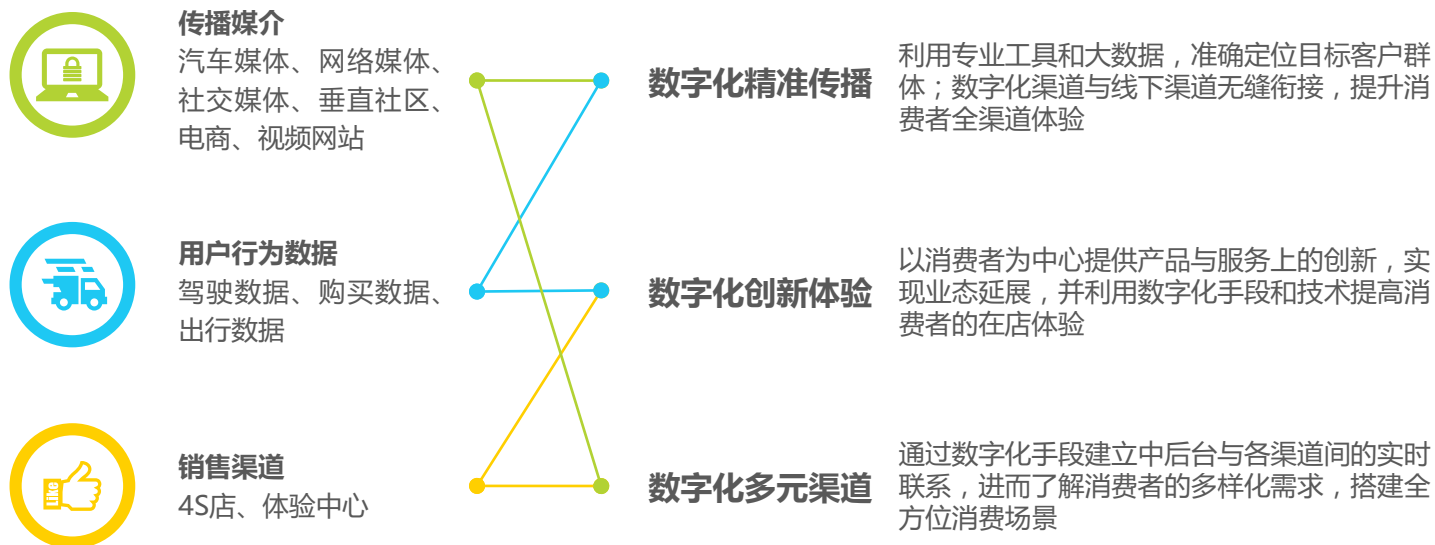 传播媒介
汽车媒体、网络媒体、
社交媒体、垂直社区、
电商、视频网站
数字化精准传播
利用专业工具和大数据，准确定位目标客户群
体；数字化渠道与线下渠道无缝衔接，提升消
费者全渠道体验
用户行为数据
驾驶数据、购买数据、
出行数据
数字化创新体验
以消费者为中心提供产品与服务上的创新，实
现业态延展，并利用数字化手段和技术提高消
费者的在店体验
like
销售渠道
4S店、体验中心
数字化多元渠道
通过数字化手段建立中后台与各渠道间的实时
联系，进而了解消费者的多样化需求，搭建全
方位消费场景